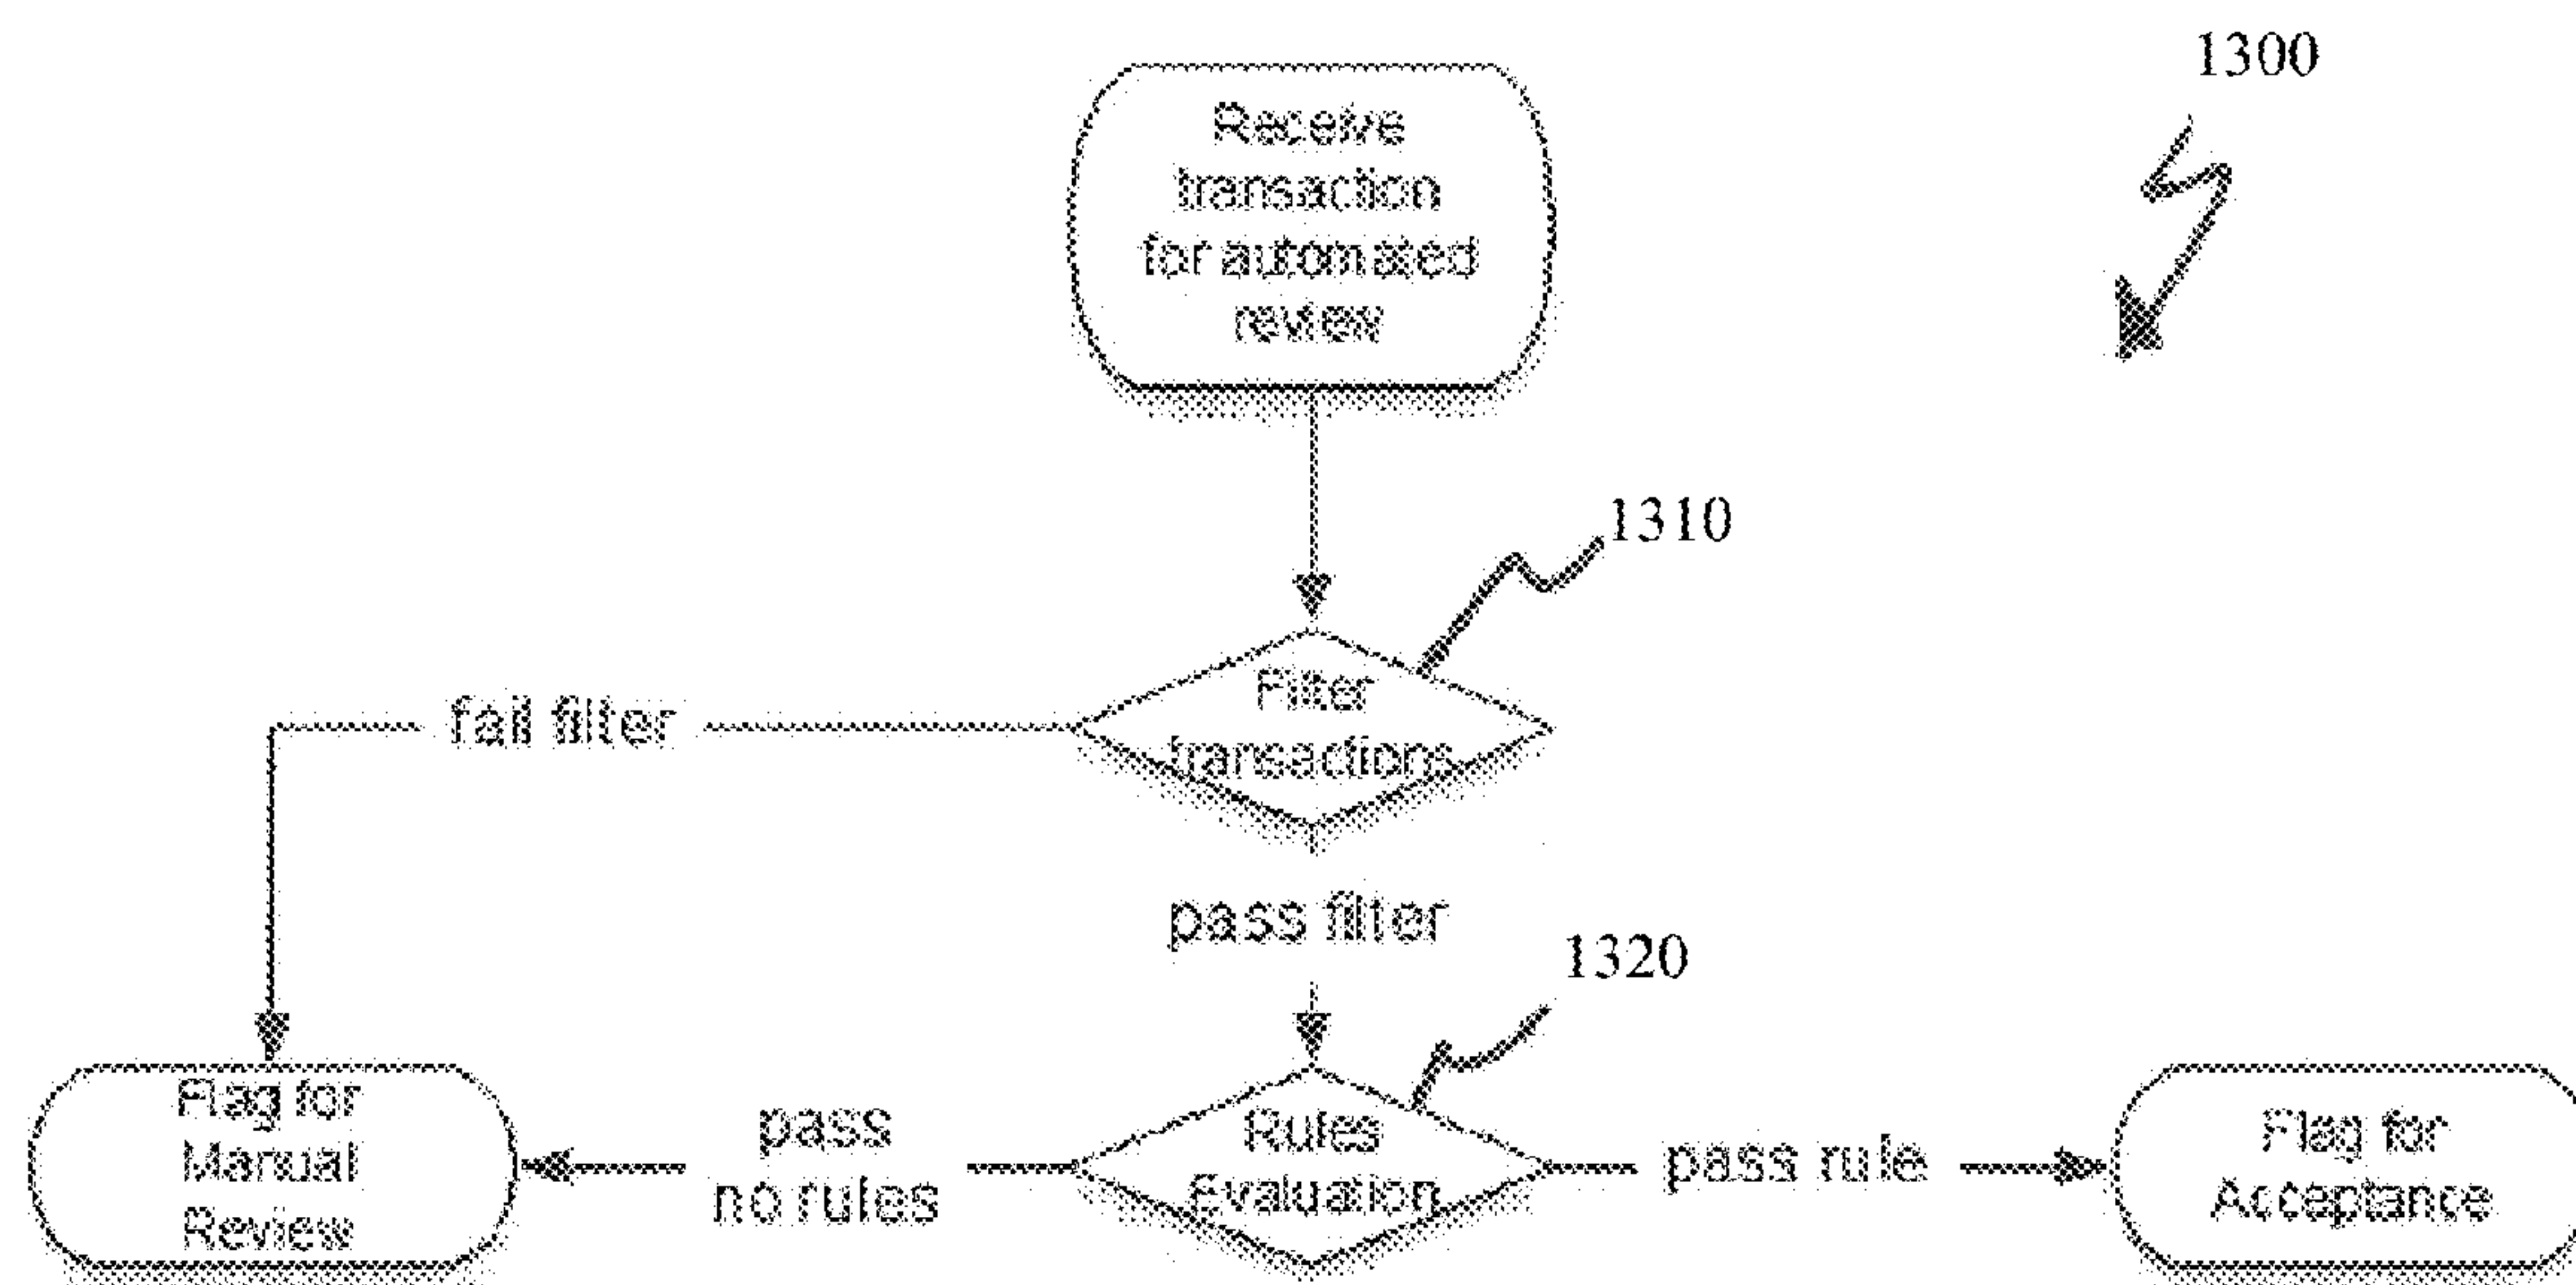 1300
Receive
transaction
for automated
review
1310
Filter
transactions
fail filter
pass filter
1320
Flag for
Manual
Review
pass
no rules
Rules
Evaluation
pass rule
Flag for
Acceptance